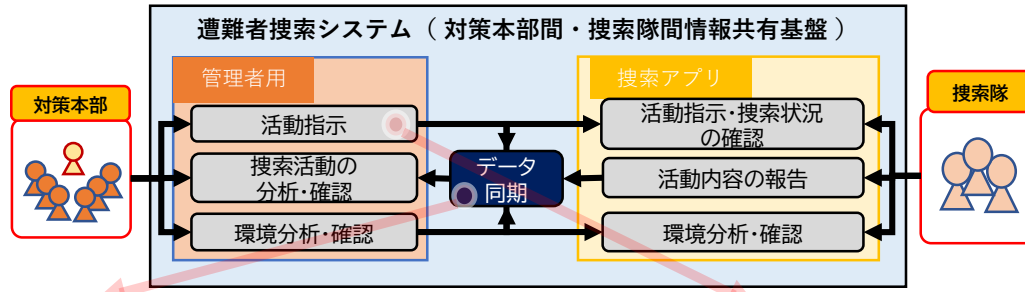 遭難者捜索システム（ 対策本部間・捜索隊間情報共有基盤 ）
管理者用
捜索アプリ
対策本部
捜索隊
活動指示
活動指示・捜索状況
の確認
捜索活動の
分析・確認
データ
同期
活動内容の報告
環境分析・確認
環境分析・確認